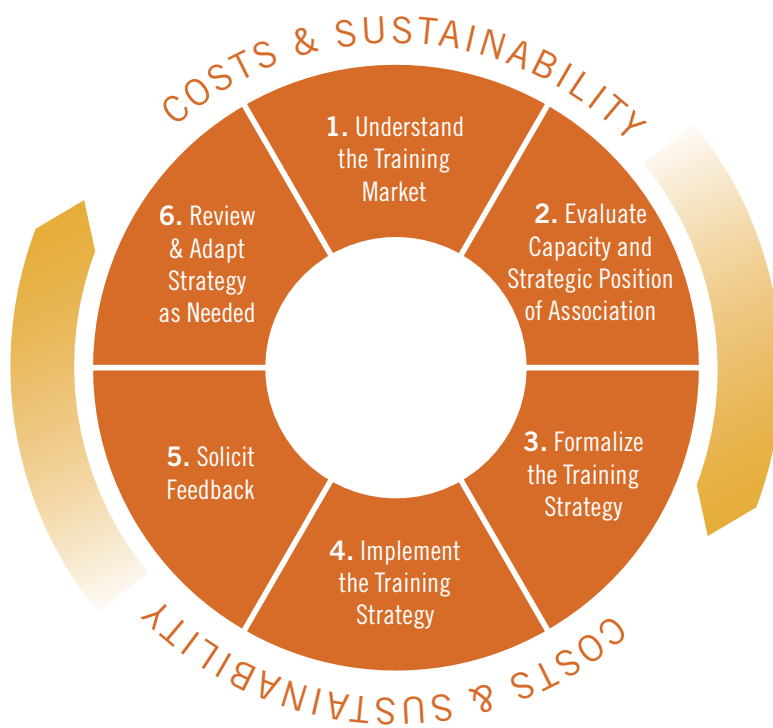 COSTS & SUSTAINABILITY
1. Understand
the Training
Market
2. Evaluate
Capacity and
Strategic Position
of Association
3. Formalize
the Training
Strategy
4. Implement
the Training
Strategy
5. Solicit
Feedback
6. Review
& Adapt
Strategy
as Needed
COSTS & SUSTAINABILITY